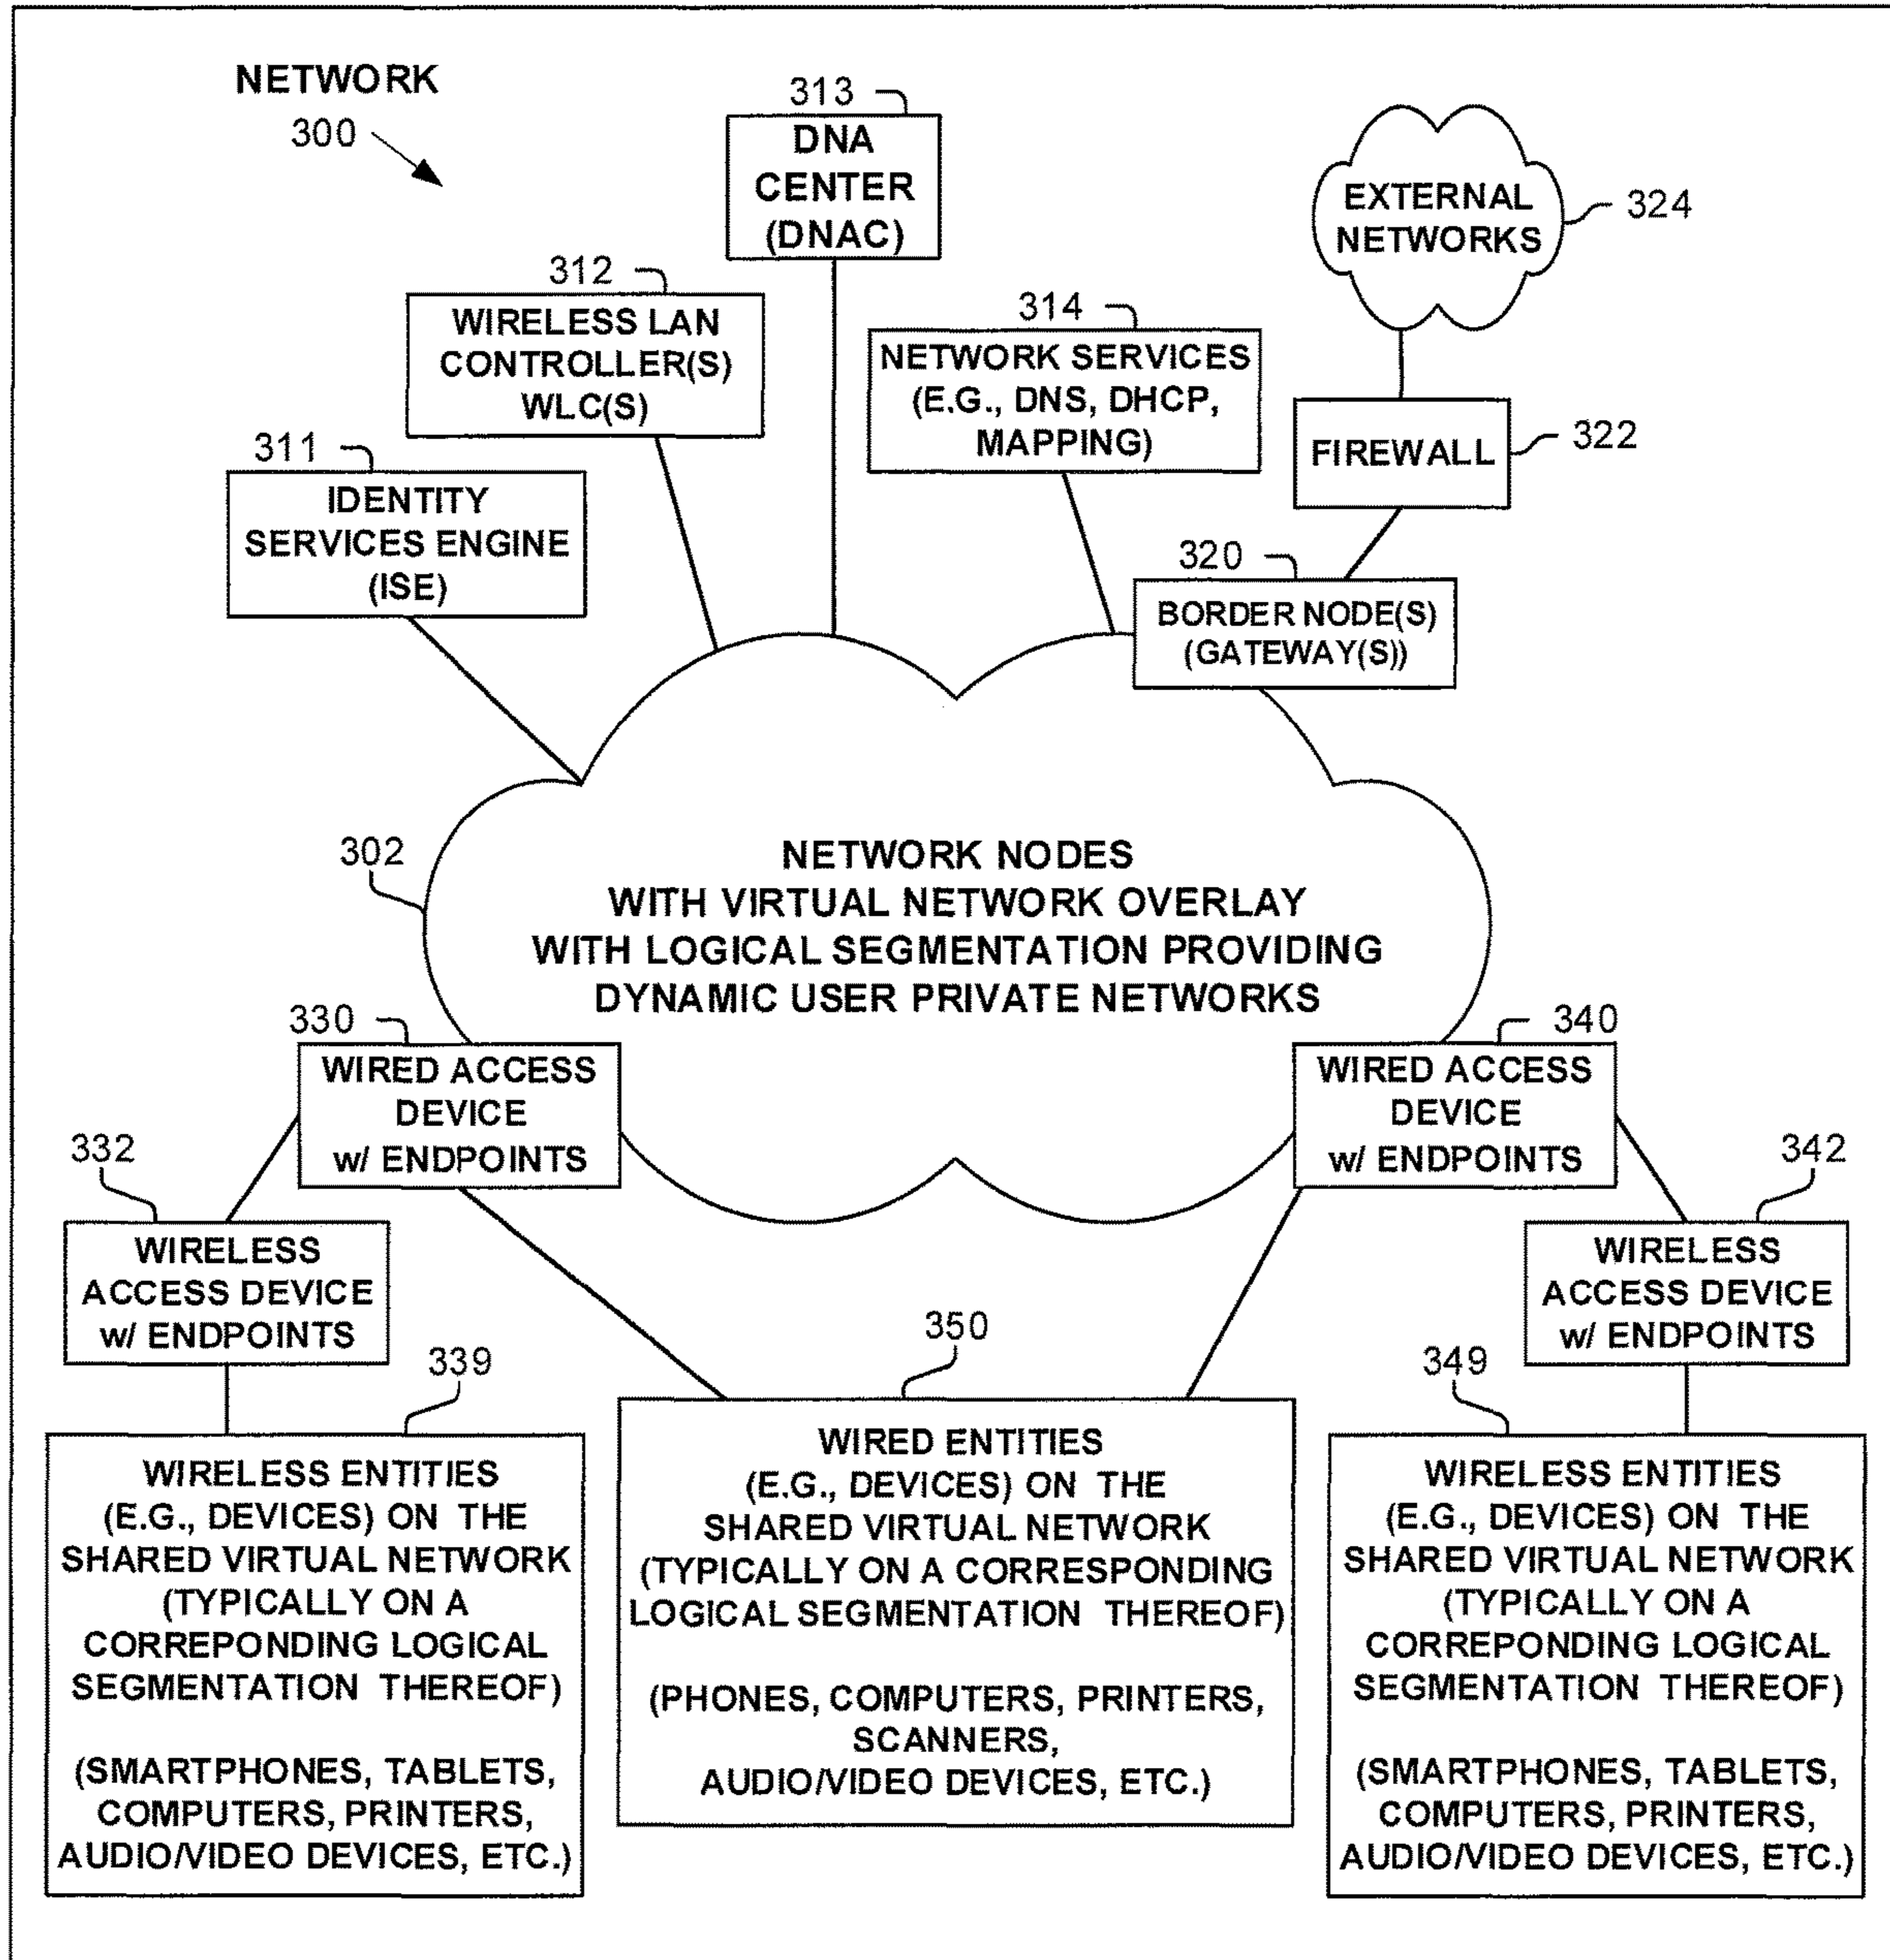 NETWORK
300
313
DNA
CENTER
(DNAC)
EXTERNAL
NETWORKS
324
312
WIRELESS LAN
CONTROLLER(S)
WLC(S)
314
NETWORK SERVICES
(E.G., DNS, DHCP,
MAPPING)
FIREWALL
322
311
IDENTITY
SERVICES ENGINE
(ISE)
320
BORDER NODE(S)
(GATEWAY(S))
302
NETWORK NODES
WITH VIRTUAL NETWORK OVERLAY
WITH LOGICAL SEGMENTATION PROVIDING
DYNAMIC USER PRIVATE NETWORKS
330
WIRED ACCESS
DEVICE
w/ ENDPOINTS
340
WIRED ACCESS
DEVICE
w/ ENDPOINTS
332
WIRELESS
ACCESS DEVICE
w/ ENDPOINTS
342
WIRELESS
ACCESS DEVICE
w/ ENDPOINTS
339
WIRELESS ENTITIES
(E.G., DEVICES) ON THE
SHARED VIRTUAL NETWORK
(TYPICALLY ON A
CORREPONDING LOGICAL
SEGMENTATION THEREOF)
(SMARTPHONES, TABLETS,
COMPUTERS, PRINTERS,
AUDIO/VIDEO DEVICES, ETC.)
350
WIRED ENTITIES
(E.G., DEVICES) ON THE
SHARED VIRTUAL NETWORK
(TYPICALLY ON A CORRESPONDING
LOGICAL SEGMENTATION THEREOF)
(PHONES, COMPUTERS, PRINTERS,
SCANNERS,
AUDIO/VIDEO DEVICES, ETC.)
349
WIRELESS ENTITIES
(E.G., DEVICES) ON THE
SHARED VIRTUAL NETWORK
(TYPICALLY ON A
CORREPONDING LOGICAL
SEGMENTATION THEREOF)
(SMARTPHONES, TABLETS,
COMPUTERS, PRINTERS,
AUDIO/VIDEO DEVICES, ETC.)